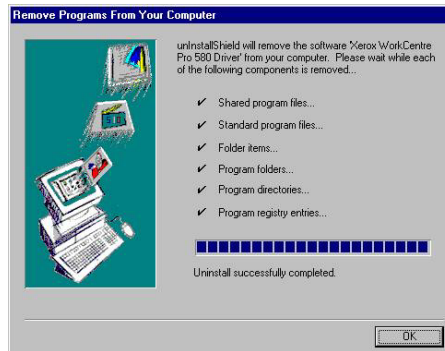 Remove Programs From Your Computer
unInstallShield will remove the software 'Xerox WorkCentre
Pro 580 Driver' from your computer. Please wait while each
of the following components is removed...
✔ Shared program files...
✔ Standard program files...
✔ Folder items...
✔ Program folders...
✔ Program directories...
✔ Program registry entries...
Uninstall successfully completed.
OK